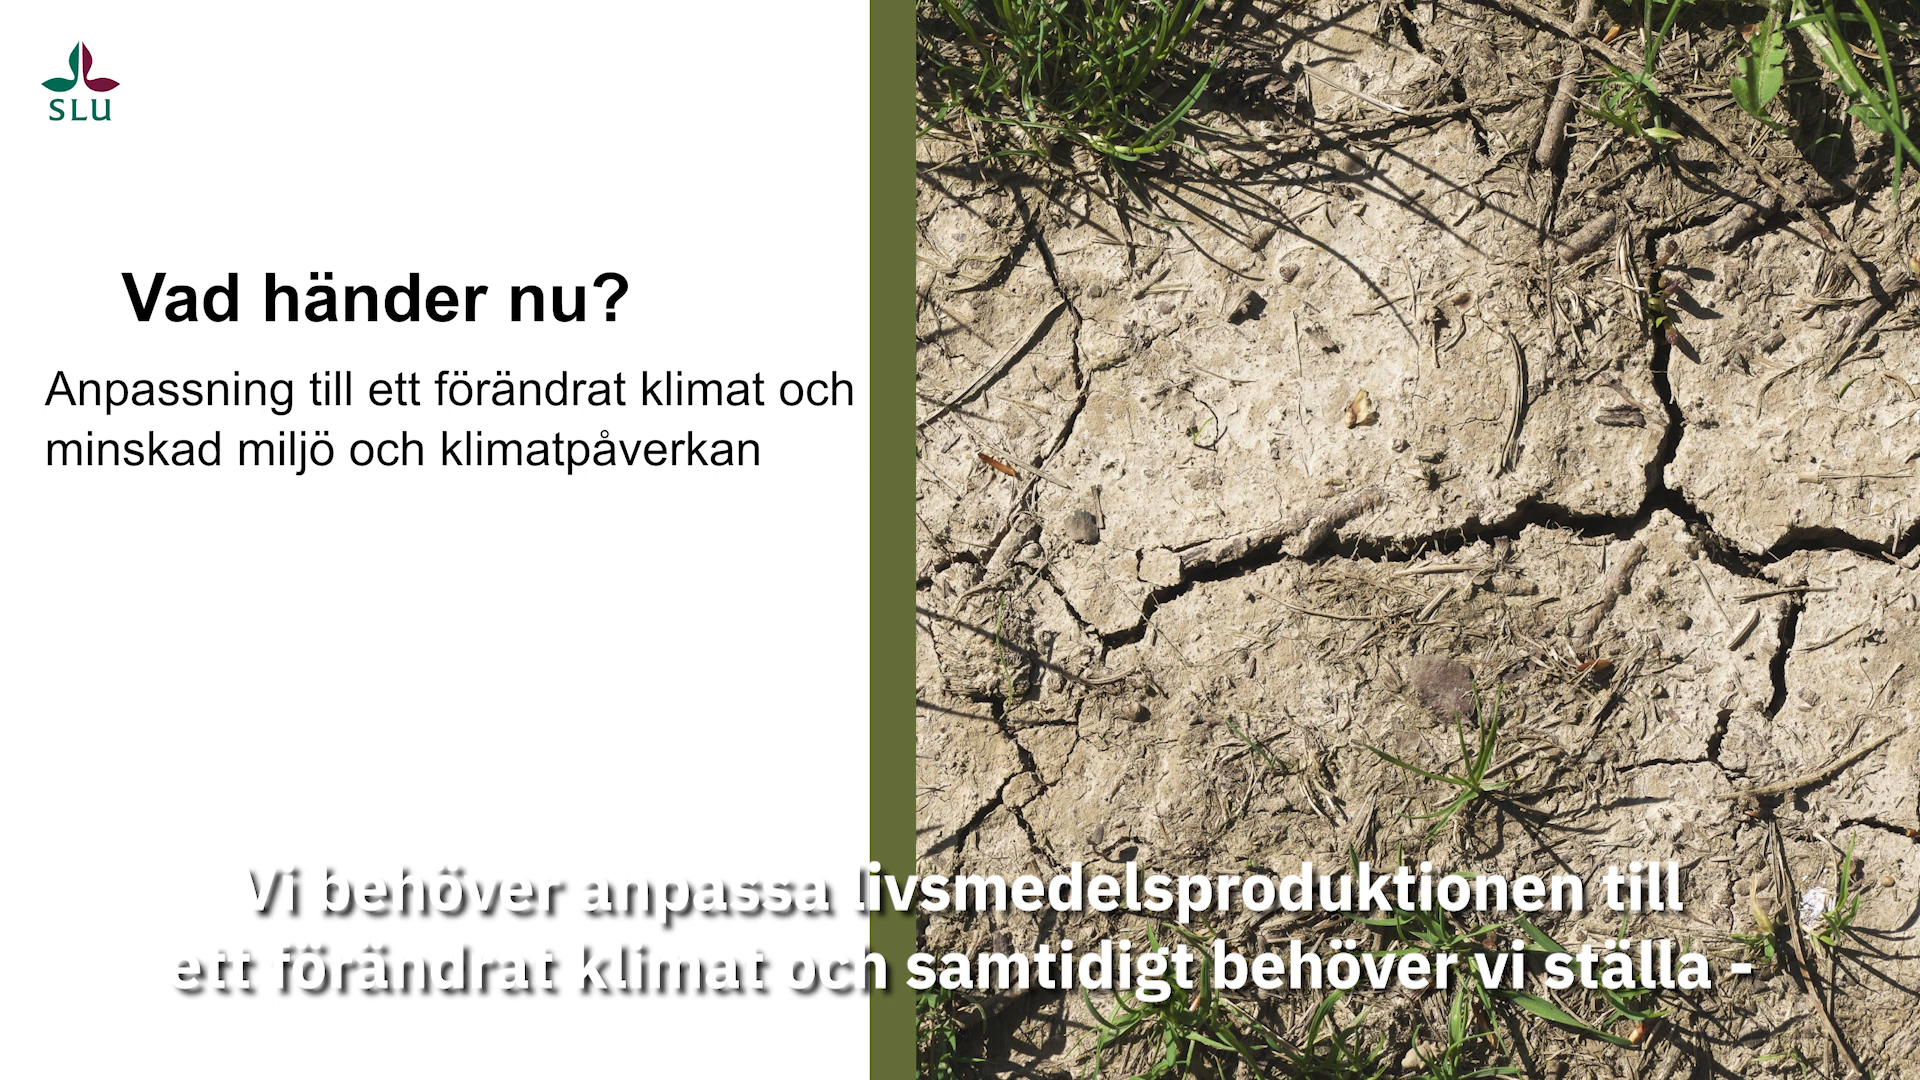 SLU
Vad händer nu?
Anpassning till ett förändrat klimat och
minskad miljö och klimatpåverkan
Vi behöver anpassa livsmedelsproduktionen till
ett förändrat klimat och samtidigt behöver vi ställa -